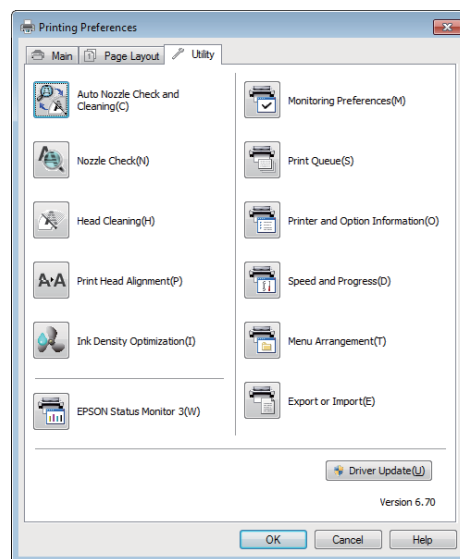 Printing Preferences
Main
Page Layout
Utility
Auto Nozzle Check and
Cleaning(C)
Nozzle Check(N)
Head Cleaning(H)
Print Head Alignment(P)
Ink Density Optimization(I)
EPSON Status Monitor 3(W)
Monitoring Preferences(M)
Print Queue(S)
Printer and Option Information(O)
Speed and Progress(D)
Menu Arrangement(T)
Export or Import(E)
Driver Update(U)
Version 6.70
OK
Cancel
Help